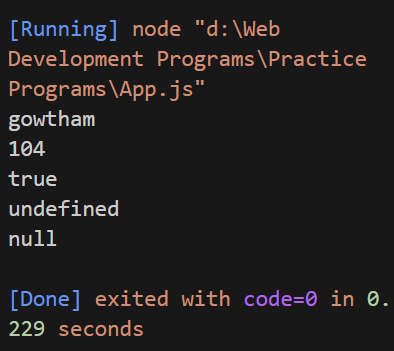 [Running] node "d:\Web
Development Programs\Practice
Programs\App.js"
gowtham
104
true
undefined
null
[Done] exited with code=0 in 0.
229 seconds